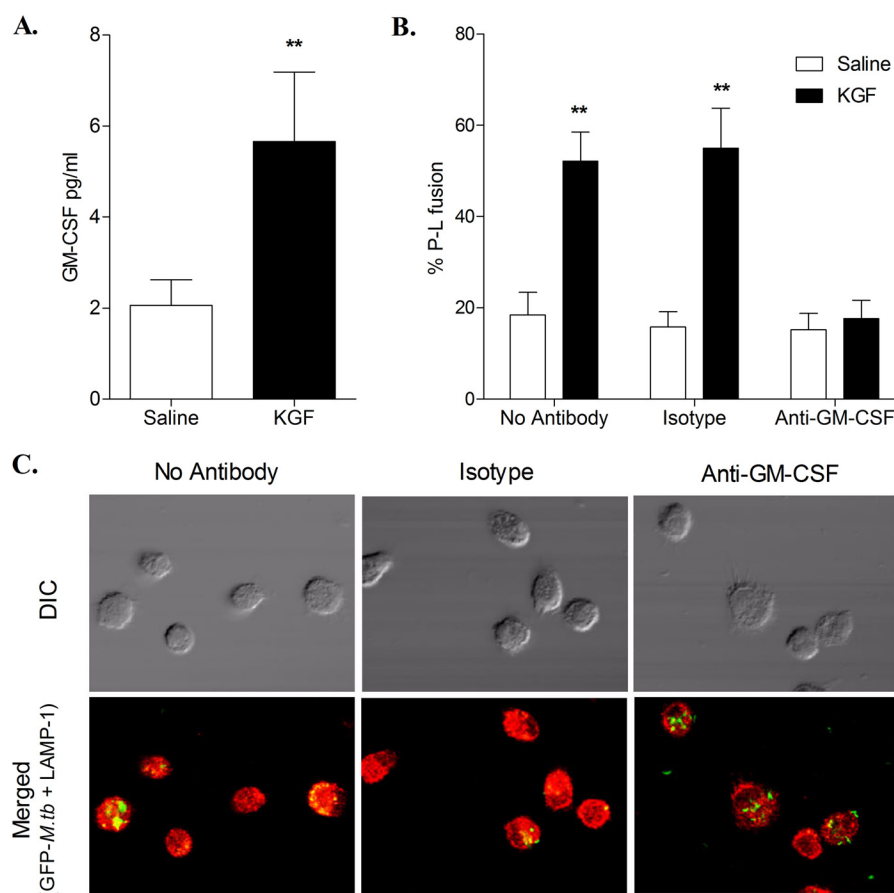 A.
8
6
4
2
0
GM-CSF pg/ml
**
Saline
KGF
B.
80
60
40
20
0
% P-L fusion
Saline
KGF
**
**
No Antibody
Isotype
Anti-GM-CSF
C.
No Antibody
Isotype
Anti-GM-CSF
DIC
Merged
(GFP-M.tb + LAMP-1)